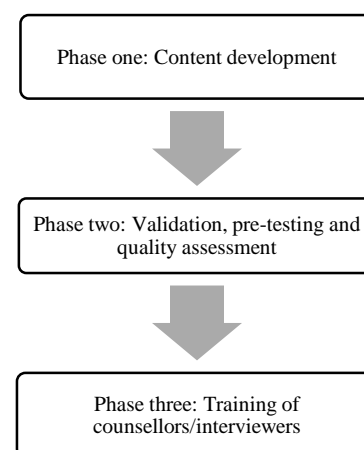 Phase one: Content development
Phase two: Validation, pre-testing and
quality assessment
Phase three: Training of
counsellors/interviewers